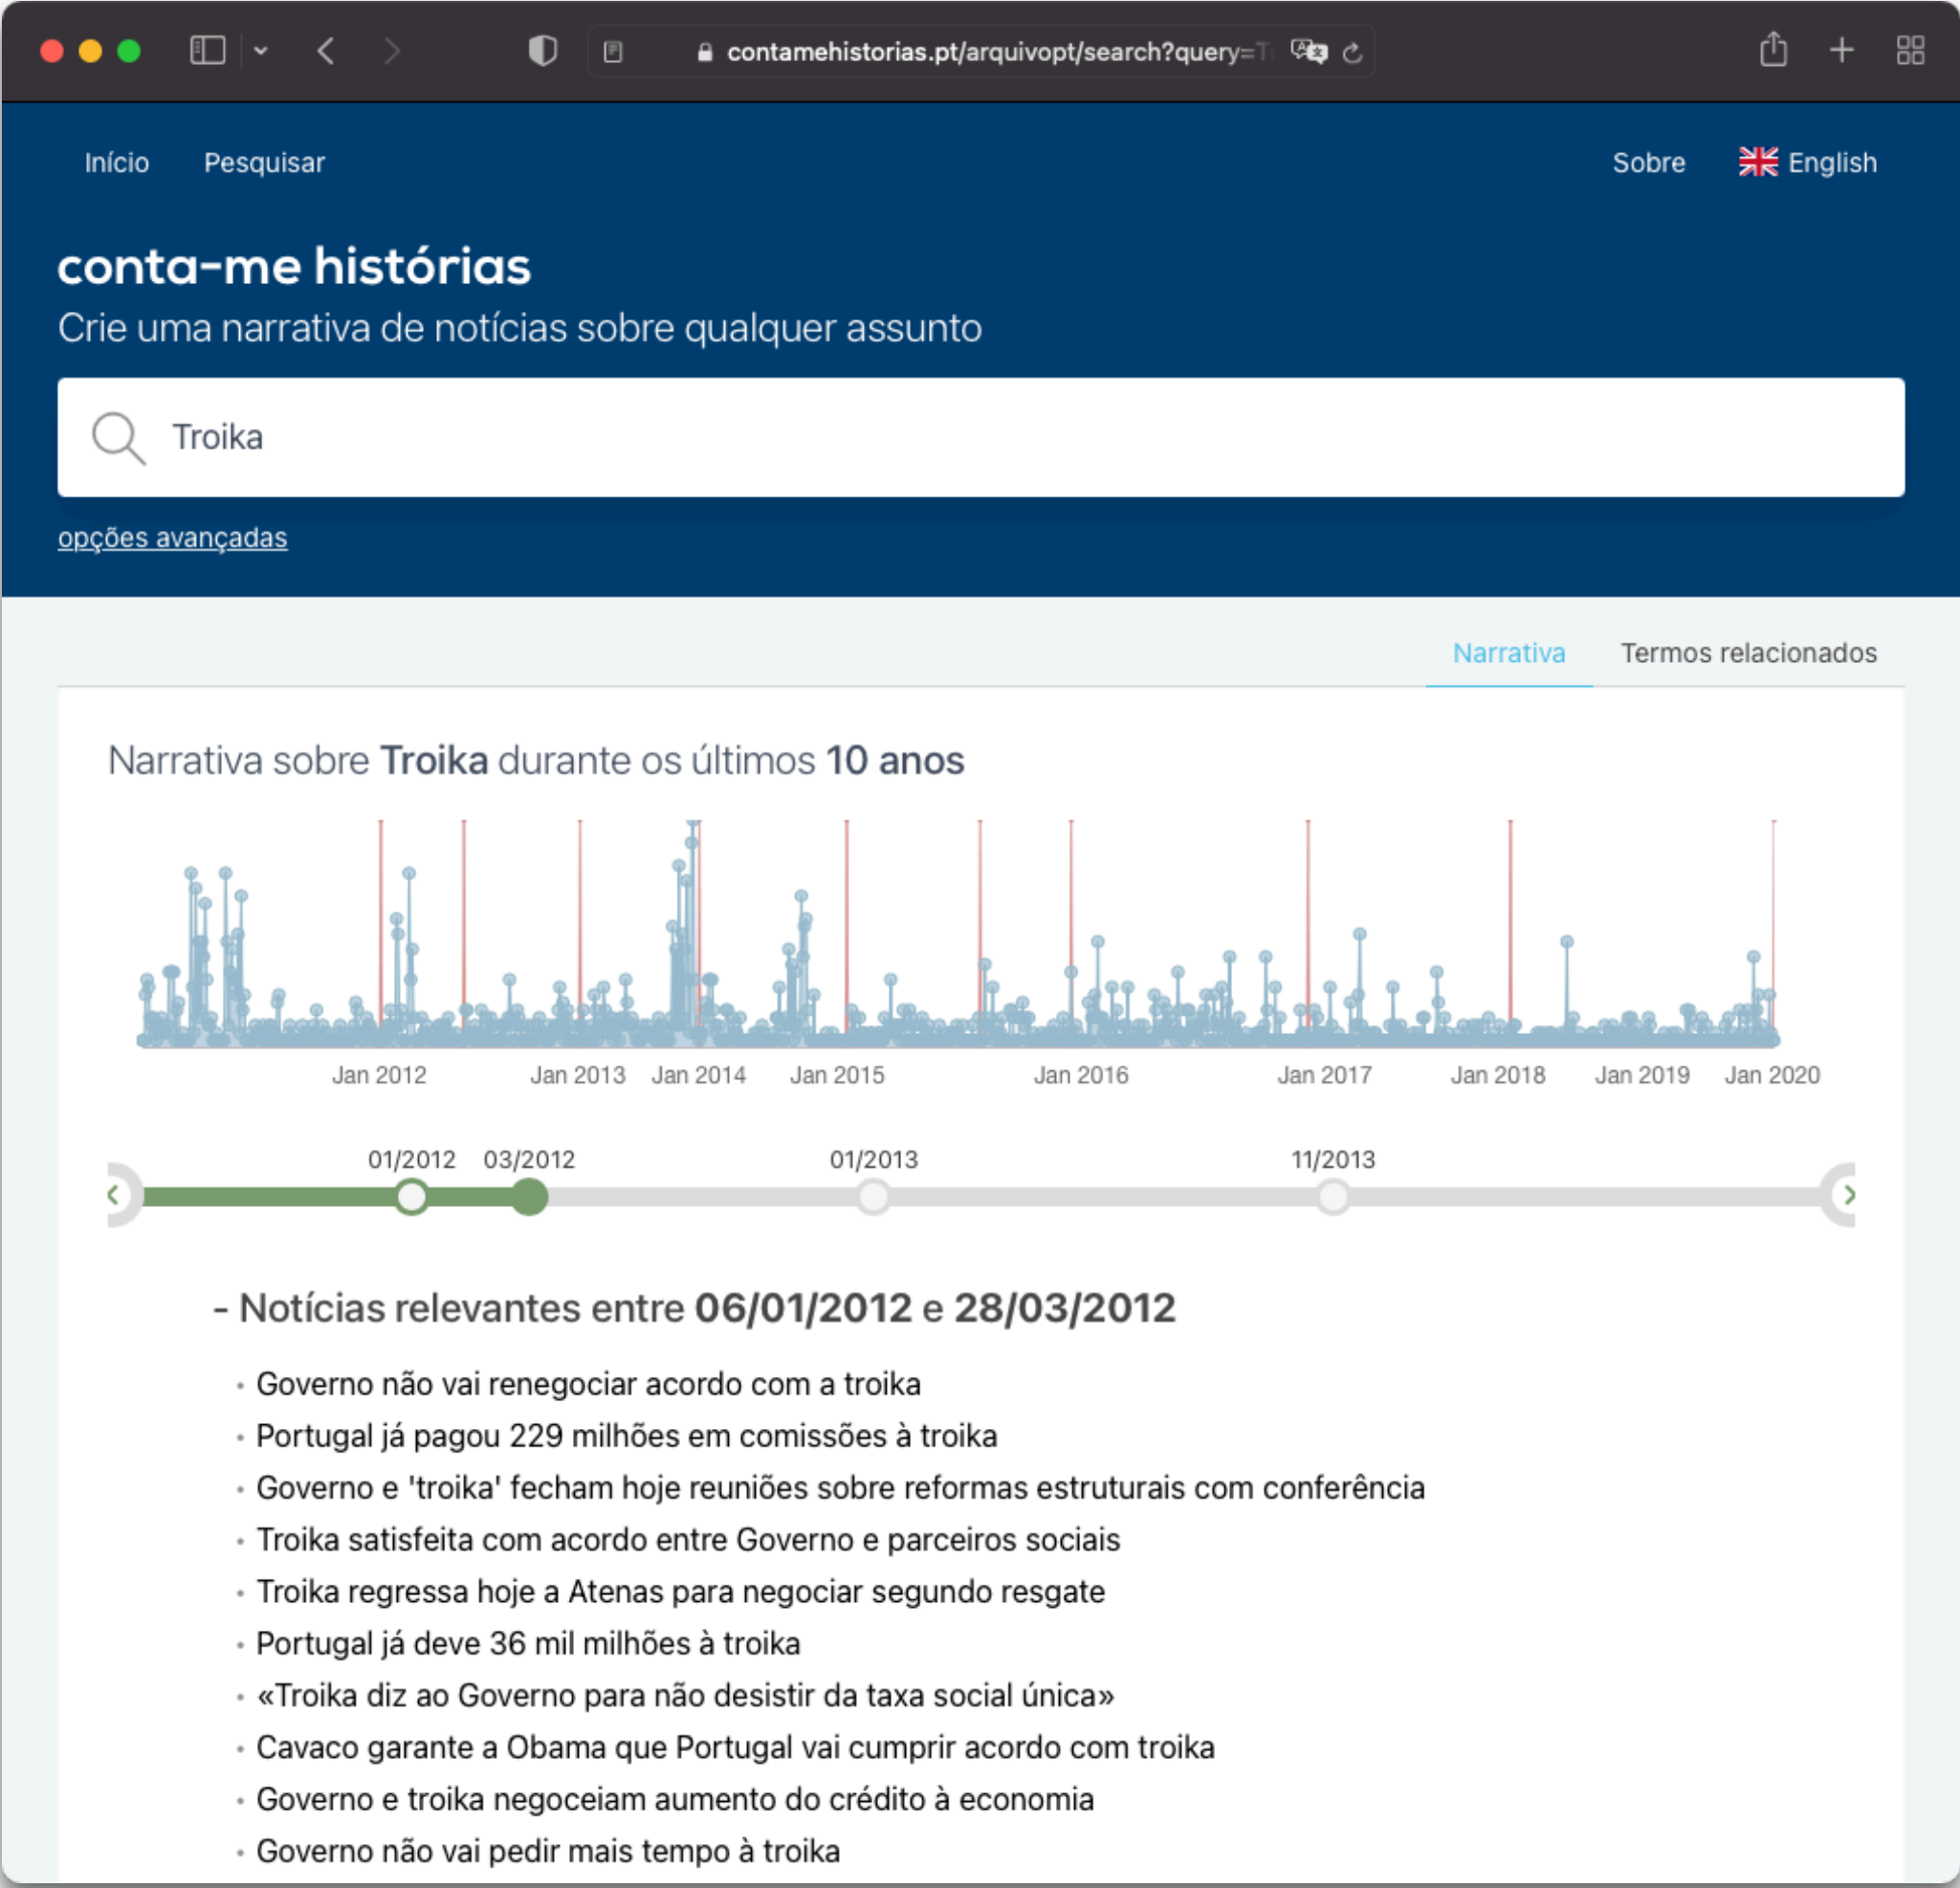 contamehistorias.pt/arquivopt/search?query=T
Início Pesquisar Sobre English
conta-me histórias
Crie uma narrativa de notícias sobre qualquer assunto
Troika
opções avançadas
Narrativa Termos relacionados
Narrativa sobre Troika durante os últimos 10 anos
Jan 2012 Jan 2013 Jan 2014 Jan 2015 Jan 2016 Jan 2017 Jan 2018 Jan 2019 Jan 2020
01/2012 03/2012 01/2013 11/2013
- Notícias relevantes entre 06/01/2012 e 28/03/2012
• Governo não vai renegociar acordo com a troika
• Portugal já pagou 229 milhões em comissões à troika
• Governo e 'troika' fecham hoje reuniões sobre reformas estruturais com conferência
• Troika satisfeita com acordo entre Governo e parceiros sociais
• Troika regressa hoje a Atenas para negociar segundo resgate
• Portugal já deve 36 mil milhões à troika
• «Troika diz ao Governo para não desistir da taxa social única»
• Cavaco garante a Obama que Portugal vai cumprir acordo com troika
• Governo e troika negoceiam aumento do crédito à economia
• Governo não vai pedir mais tempo à troika